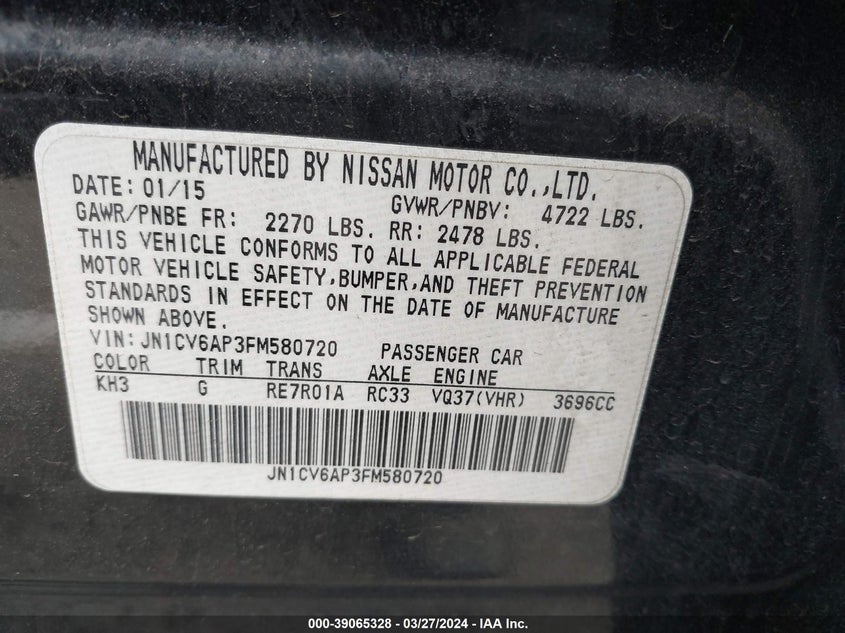 MANUFACTURED BY NISSAN MOTOR CO.,LTD.
DATE: 01/15 GVWR/PNBV: 4722 LBS.
GAWR/PNBE FR: 2270 LBS. RR: 2478 LBS.
THIS VEHICLE CONFORMS TO ALL APPLICABLE FEDERAL
MOTOR VEHICLE SAFETY,BUMPER,AND THEFT PREVENTION
STANDARDS IN EFFECT ON THE DATE OF MANUFACTURE
SHOWN ABOVE.
VIN:JN1CV6AP3FM580720 PASSENGER CAR
COLOR TRIM TRANS AXLE ENGINE
KH3 G RE7R01A RC33 VQ37(VHR) 3696CC
JN1CV6AP3FM580720
000-39065328 - 03/27/2024 - IAA Inc.